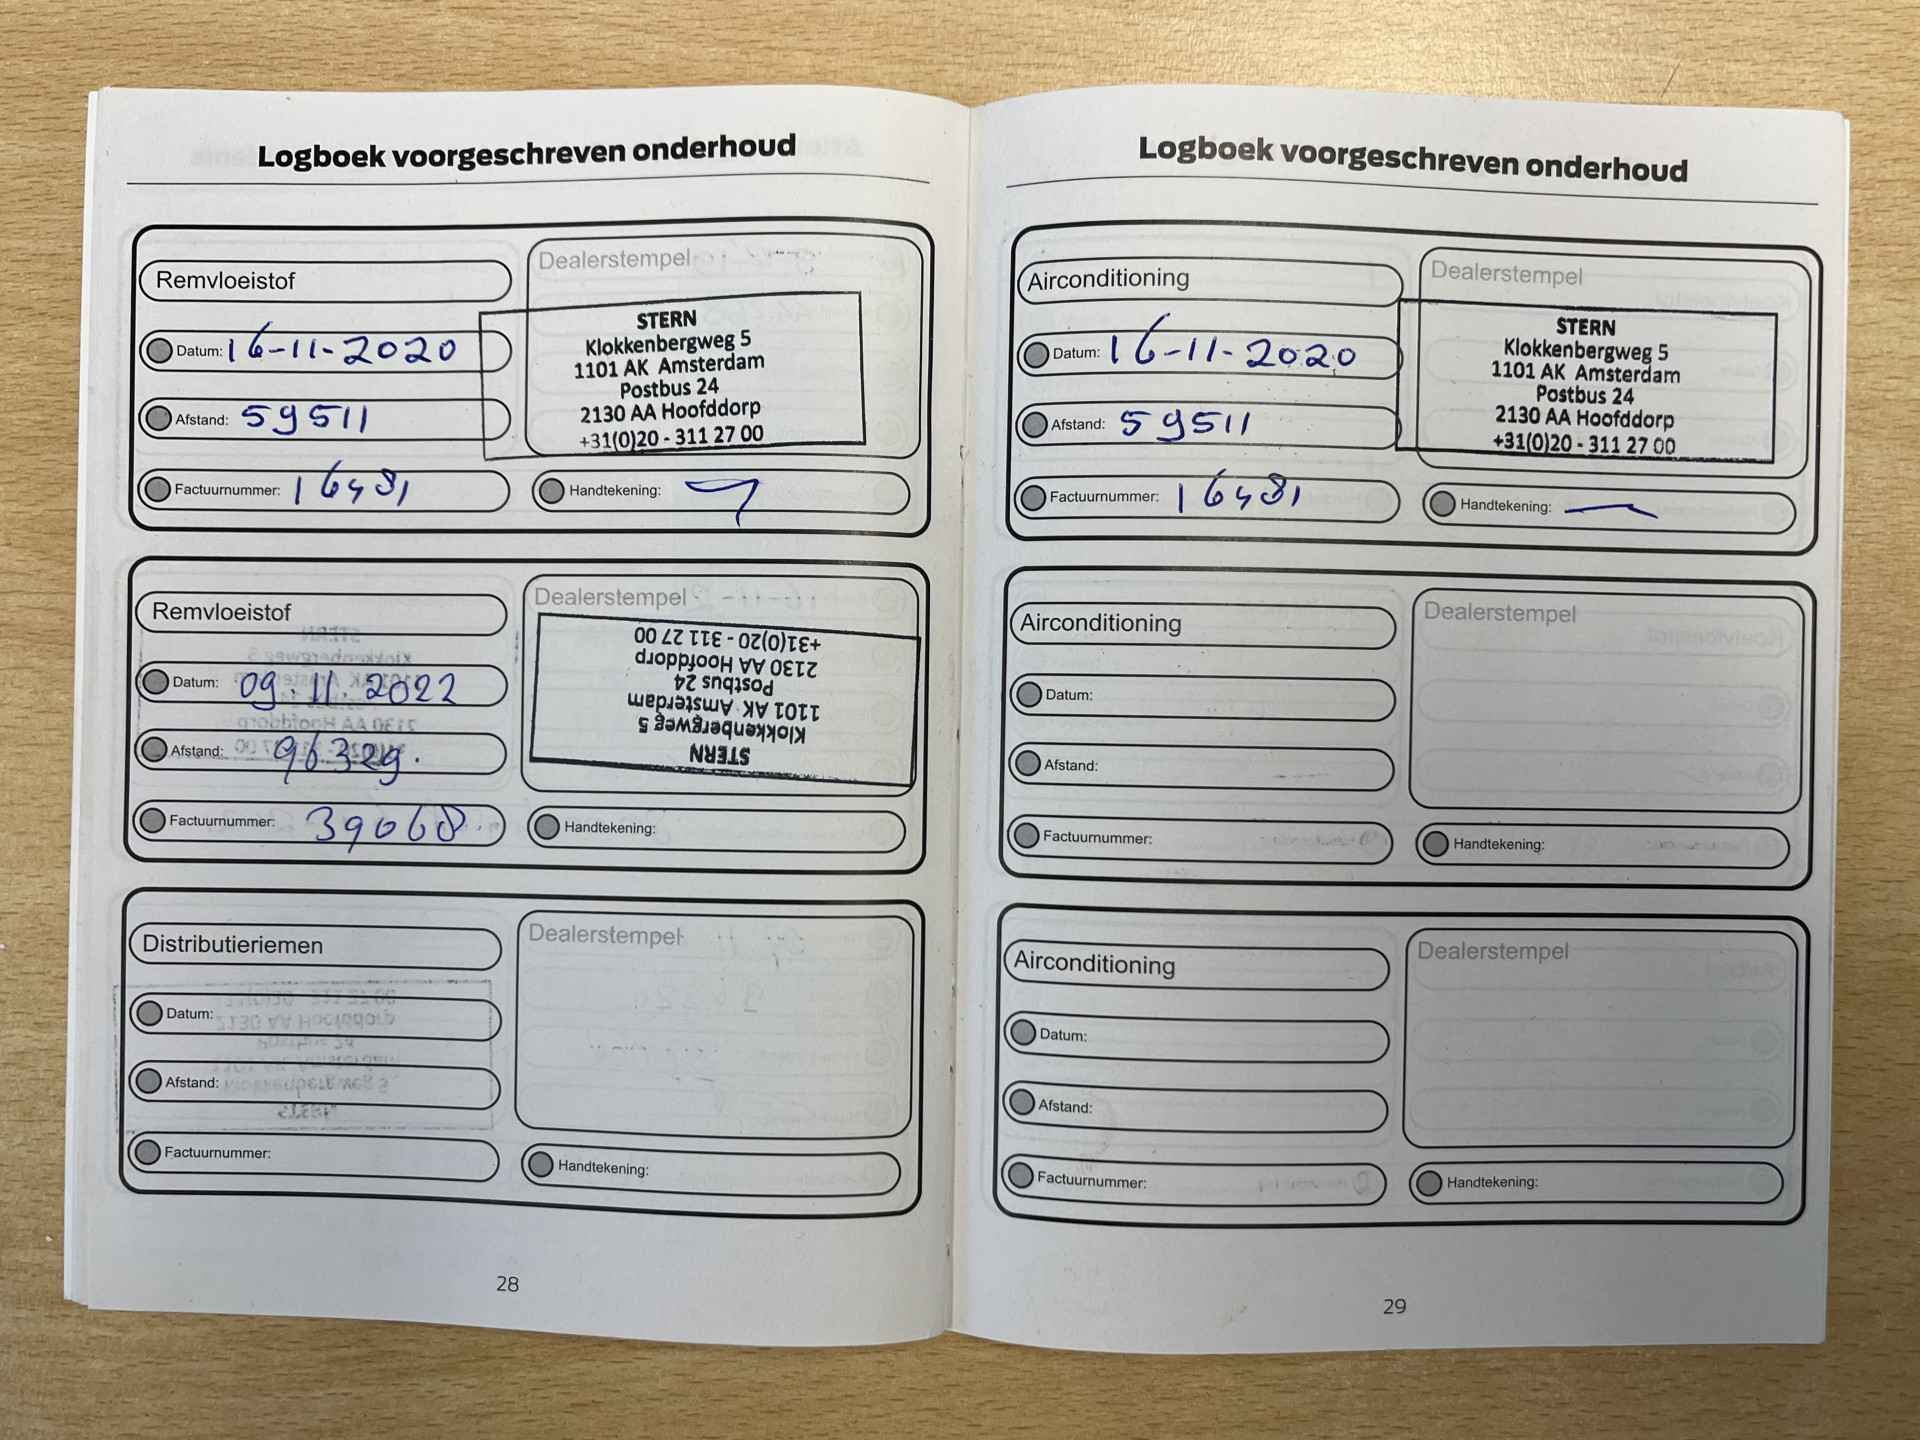 Logboek voorgeschreven onderhoud
Remvloeistof
Dealerstempel
Datum: 16-11-2020
Afstand: 59511
Factuurnummer: 16481
STERN
Klokkenbergweg 5
1101 AK Amsterdam
Postbus 24
2130 AA Hoofddorp
+31(0)20 - 311 27 00
Handtekening:
Remvloeistof
Dealerstempel
Datum: 09.11.2022
Afstand: 96329.
Factuurnummer: 39068
STERN
Klokkenbergweg 5
1101 AK Amsterdam
Postbus 24
2130 AA Hoofddorp
+31(0)20 - 311 27 00
Handtekening:
Distributieriemen
Dealerstempel
Datum:
Afstand:
Factuurnummer:
Handtekening:
28
Logboek voorgeschreven onderhoud
Airconditioning
Dealerstempel
Datum: 16-11-2020
Afstand: 59511
Factuurnummer: 16481
STERN
Klokkenbergweg 5
1101 AK Amsterdam
Postbus 24
2130 AA Hoofddorp
+31(0)20 - 311 27 00
Handtekening:
Airconditioning
Dealerstempel
Datum:
Afstand:
Factuurnummer:
Handtekening:
Airconditioning
Dealerstempel
Datum:
Afstand:
Factuurnummer:
Handtekening:
29